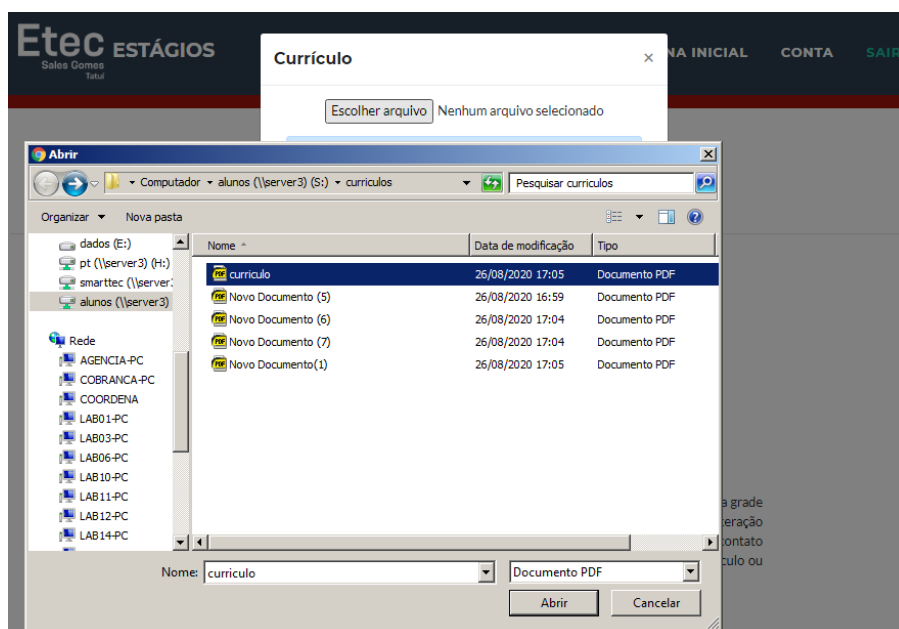 Etec ESTÁGIOS
Sales Gomes
Tatuí
NA INICIAL CONTA SAIR
Currículo ×
Escolher arquivo Nenhum arquivo selecionado
Abrir
Computador alunos (\\server3) (S:) curriculos Pesquisar curriculos
Organizar Nova pasta
dados (E:)
pt (\\server3) (H:)
smarttec (\\server
alunos (\\server3)
Rede
AGENCIA-PC
COBRANCA-PC
COORDENA
LAB01-PC
LAB03-PC
LAB06-PC
LAB10-PC
LAB11-PC
LAB12-PC
LAB14-PC
Nome Data de modificação Tipo
curriculo 26/08/2020 17:05 Documento PDF
Novo Documento (5) 26/08/2020 16:59 Documento PDF
Novo Documento (6) 26/08/2020 17:04 Documento PDF
Novo Documento (7) 26/08/2020 17:04 Documento PDF
Novo Documento(1) 26/08/2020 17:05 Documento PDF
a grade
eração
contato
culo ou
Nome: curriculo Documento PDF
Abrir Cancelar